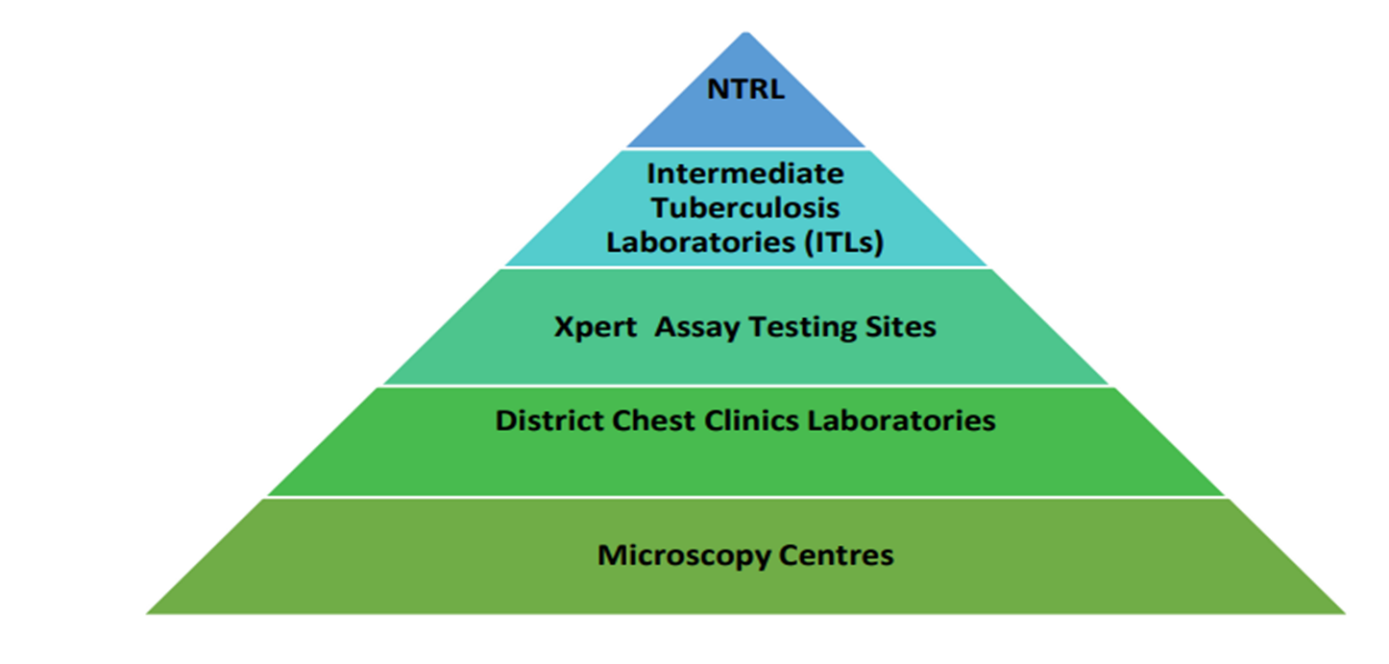 NTRL
Intermediate
Tuberculosis
Laboratories (ITLs)
Xpert Assay Testing Sites
District Chest Clinics Laboratories
Microscopy Centres